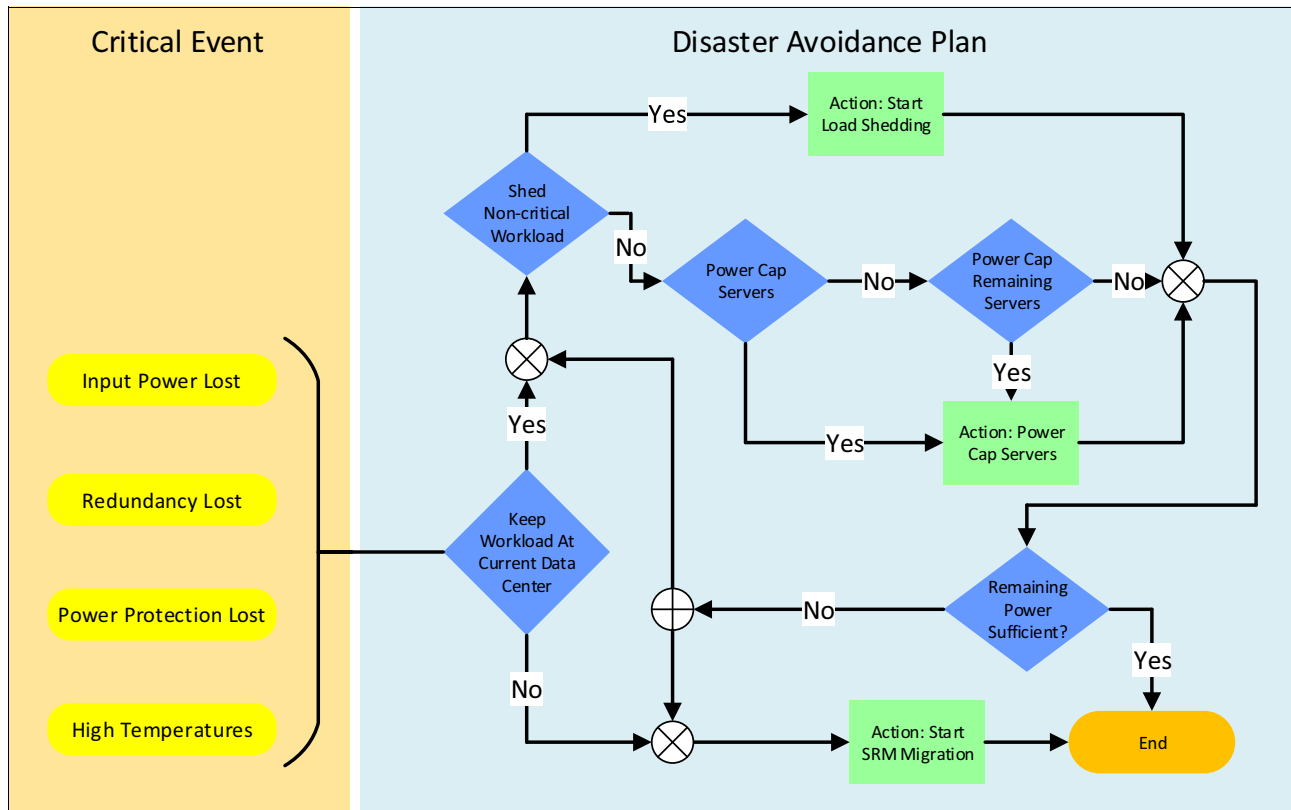 Critical Event
Disaster Avoidance Plan
Yes
Action: Start
Load Shedding
Shed
Non-critical
Workload
No
Power Cap
Servers
No
Power Cap
Remaining
Servers
No
Input Power Lost
Yes
Yes
Yes
Action: Power
Cap Servers
Redundancy Lost
Keep
Workload At
Current Data
Center
Power Protection Lost
No
Remaining
Power
Sufficient?
Yes
No
High Temperatures
Action: Start
SRM Migration
End